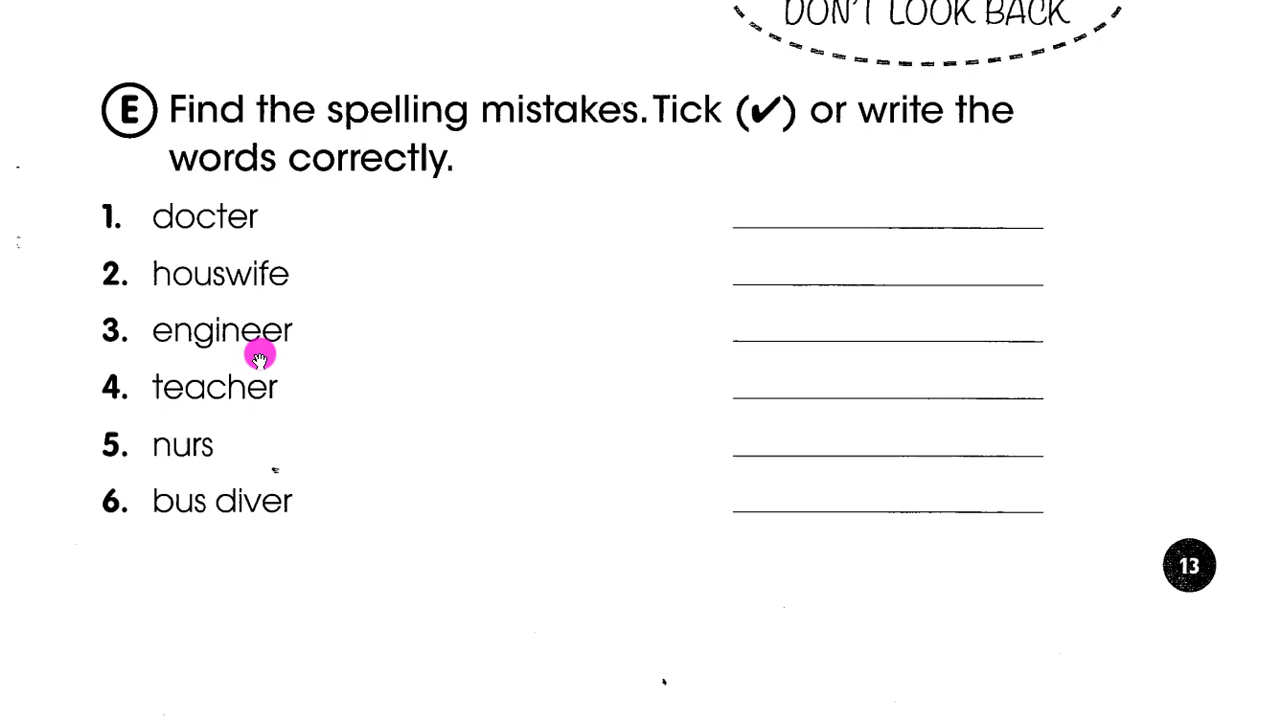 DON'T LOOK BACK
E Find the spelling mistakes. Tick (✔) or write the
words correctly.
1. docter
2. houswife
3. engineer
4. teacher
5. nurs
6. bus diver
13